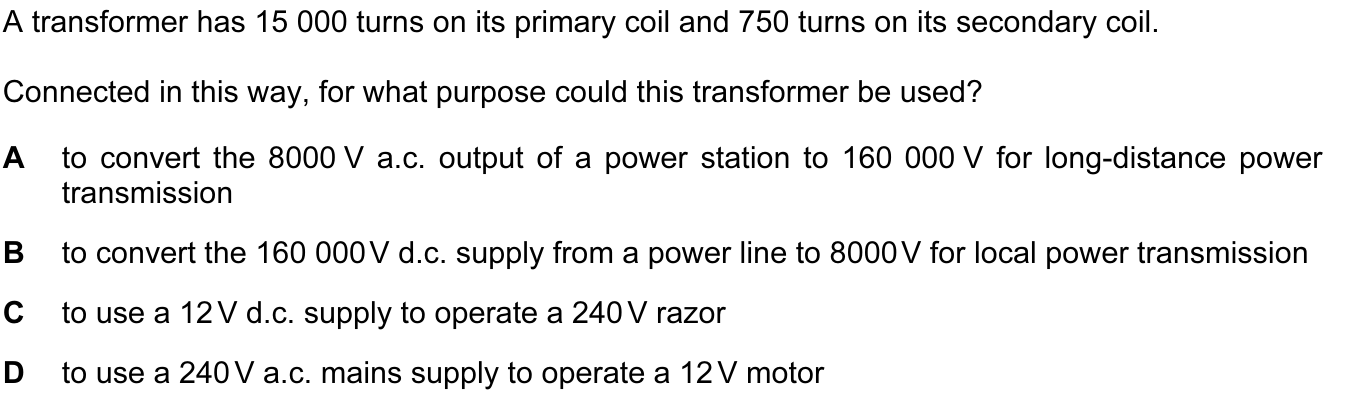 A transformer has 15 000 turns on its primary coil and 750 turns on its secondary coil.
Connected in this way, for what purpose could this transformer be used?
A to convert the 8000 V a.c. output of a power station to 160 000 V for long-distance power
transmission
B to convert the 160 000 V d.c. supply from a power line to 8000 V for local power transmission
C to use a 12 V d.c. supply to operate a 240 V razor
D to use a 240 V a.c. mains supply to operate a 12 V motor